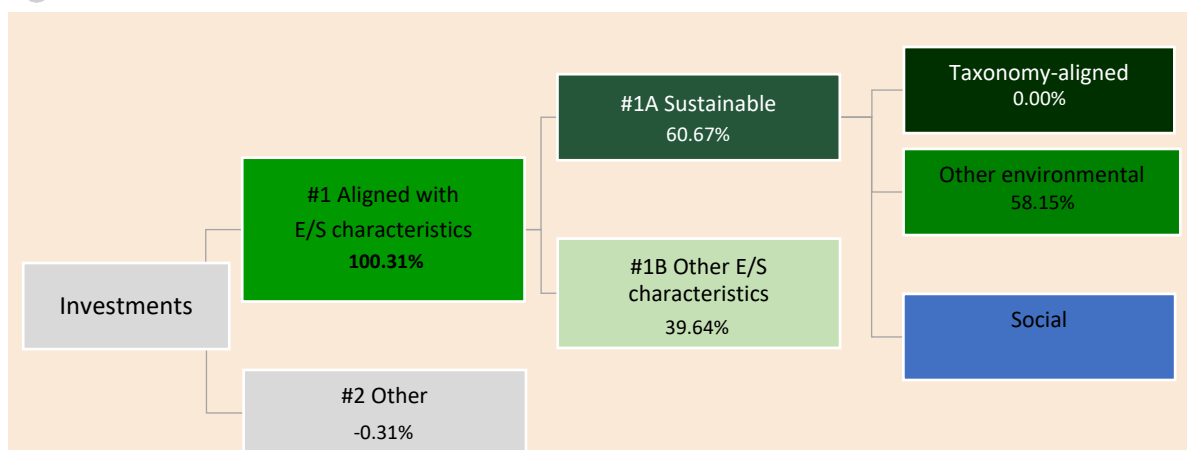 Investments
#1 Aligned with
E/S characteristics
100.31%
#2 Other
-0.31%
#1A Sustainable
60.67%
#1B Other E/S
characteristics
39.64%
Taxonomy-aligned
0.00%
Other environmental
58.15%
Social